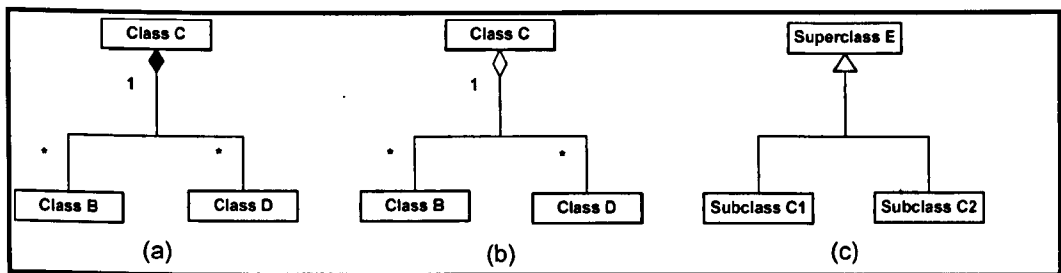 Class C
1
*
*
Class B
Class D
(a)
Class C
1
*
*
Class B
Class D
(b)
Superclass E
Subclass C1
Subclass C2
(c)